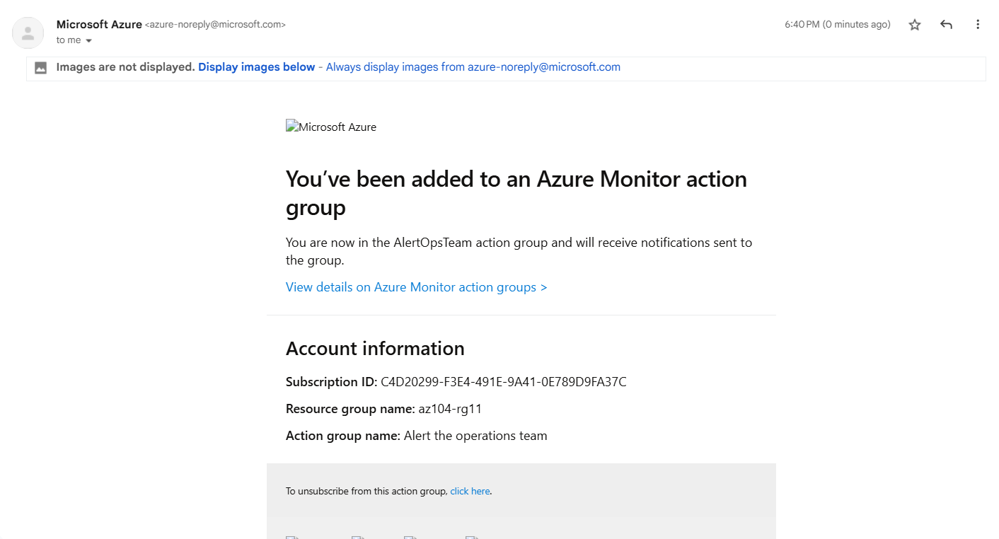 Microsoft Azure <azure-noreply@microsoft.com>
6:40 PM (0 minutes ago)
to me
Images are not displayed. Display images below - Always display images from azure-noreply@microsoft.com
Microsoft Azure
You’ve been added to an Azure Monitor action
group
You are now in the AlertOpsTeam action group and will receive notifications sent to
the group.
View details on Azure Monitor action groups >
Account information
Subscription ID: C4D20299-F3E4-491E-9A41-0E789D9FA37C
Resource group name: az104-rg11
Action group name: Alert the operations team
To unsubscribe from this action group, click here.